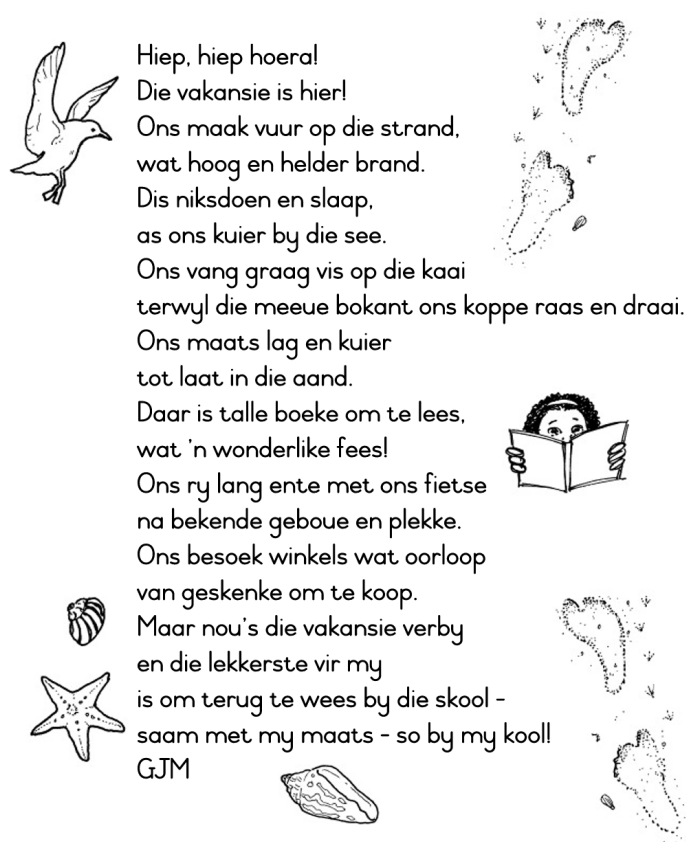 Hiep, hiep hoera!
Die vakansie is hier!
Ons maak vuur op die strand,
wat hoog en helder brand.
Dis niksdoen en slaap,
as ons kuier by die see.
Ons vang graag vis op die kaai
terwyl die meeue bokant ons koppe raas en draai.
Ons maats lag en kuier
tot laat in die aand.
Daar is talle boeke om te lees,
wat 'n wonderlike fees!
Ons ry lang ente met ons fietse
na bekende geboue en plekke.
Ons besoek winkels wat oorloop
van geskenke om te koop.
Maar nou's die vakansie verby
en die lekkerste vir my
is om terug te wees by die skool -
saam met my maats - so by my kool!
GJM